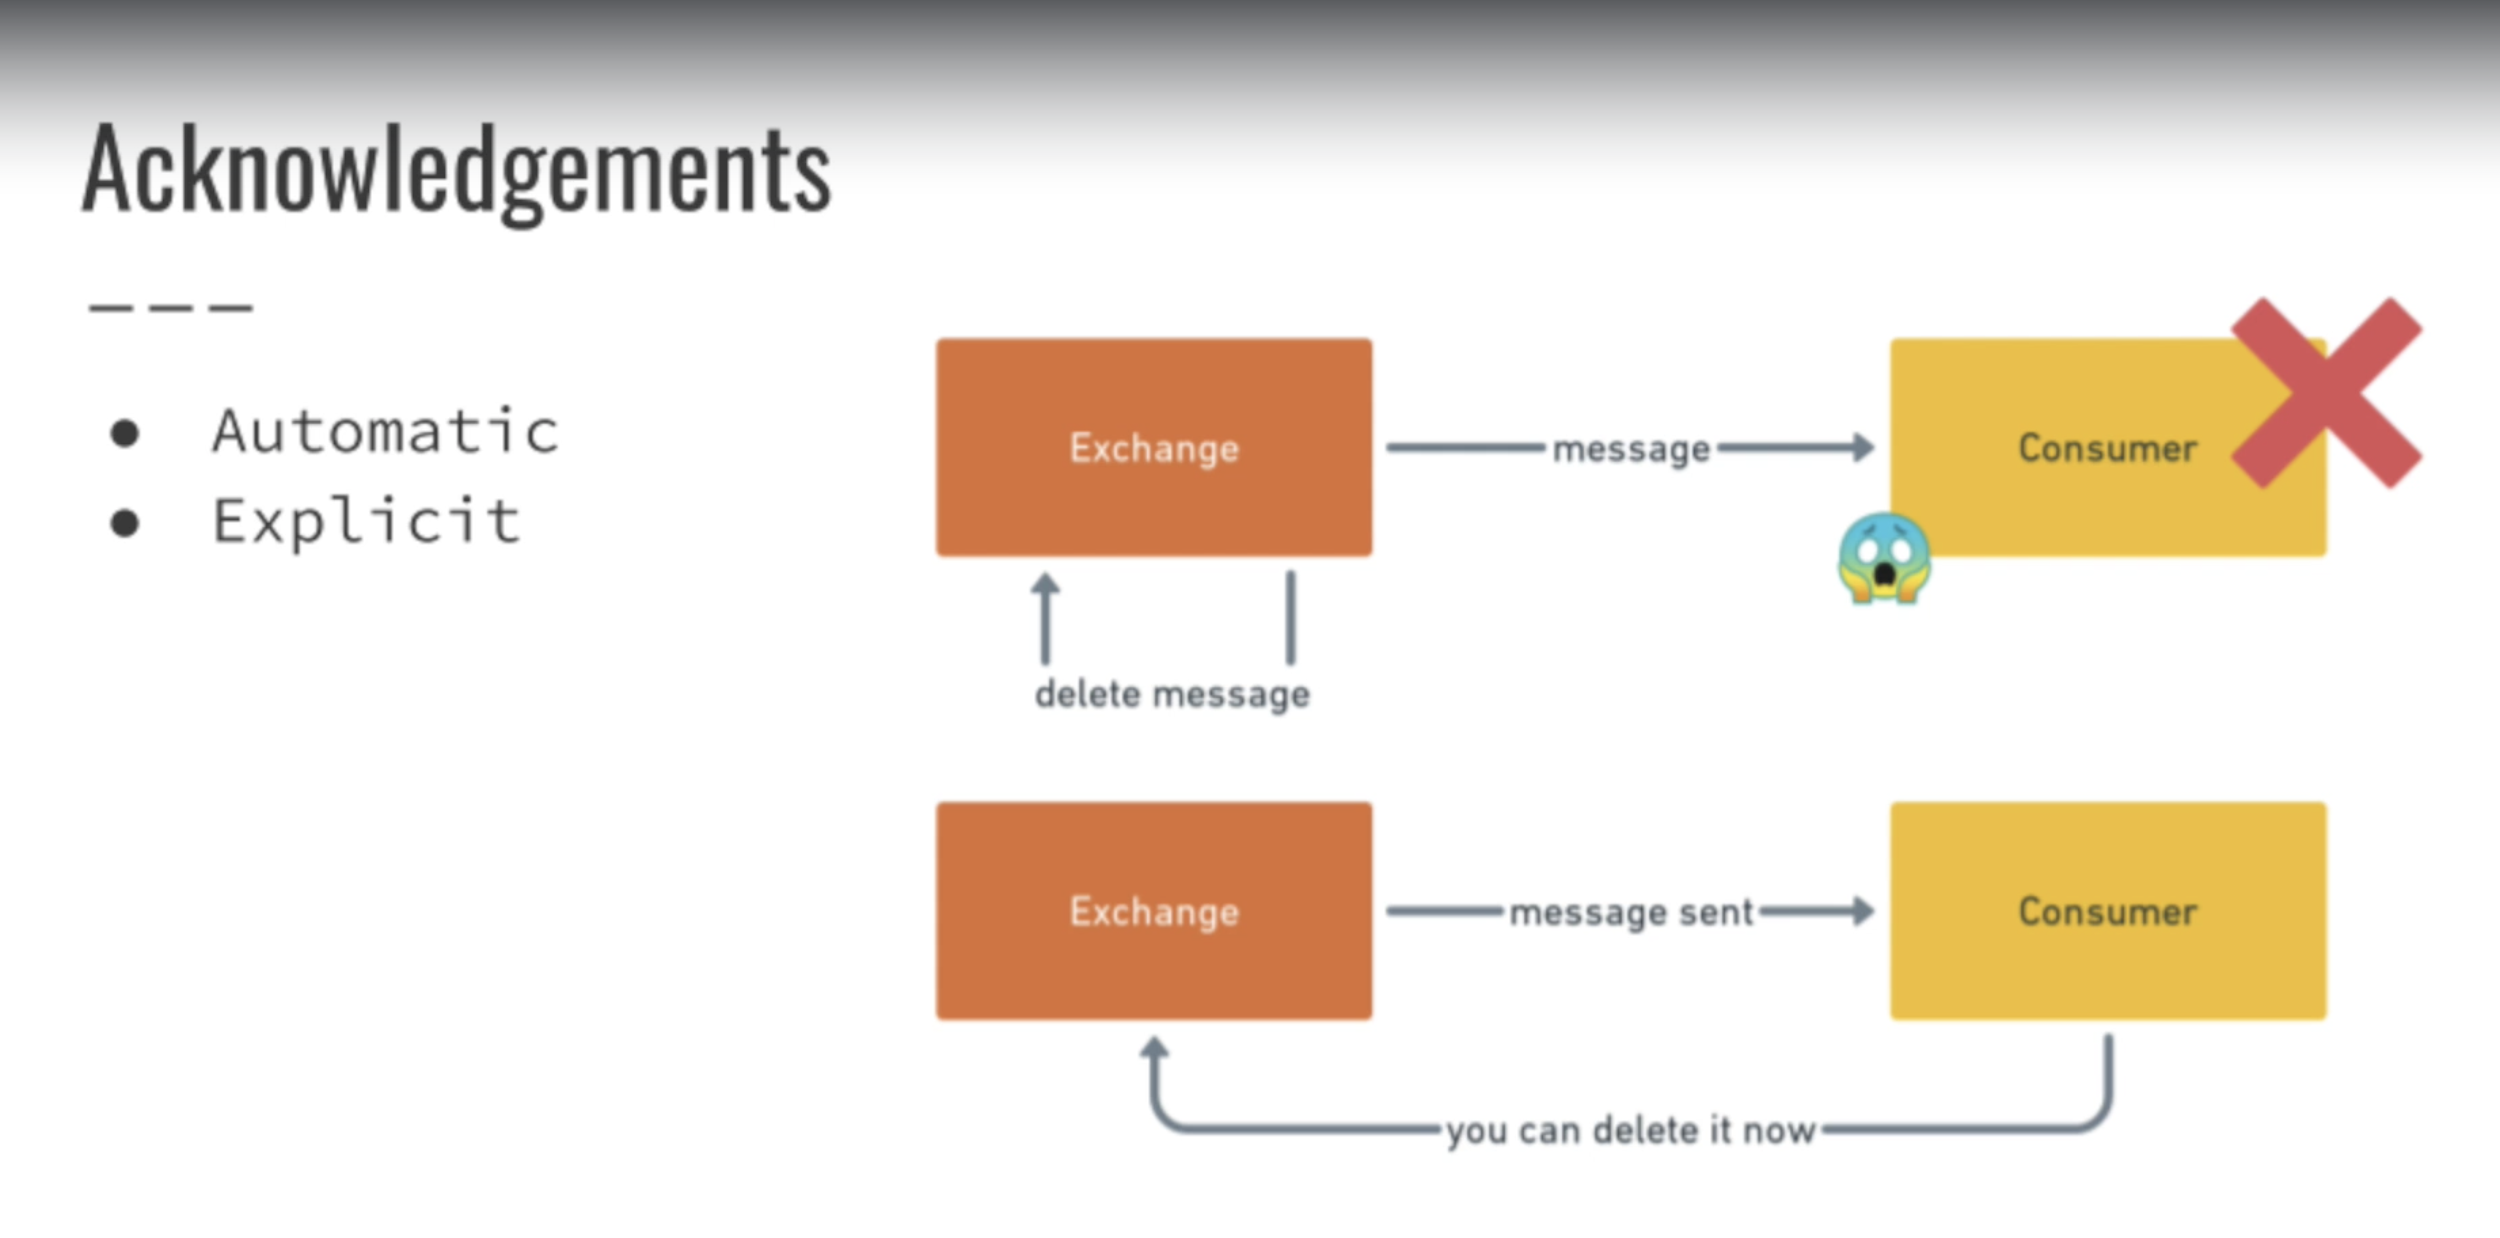 Acknowledgements
———
● Automatic
● Explicit
Exchange
message
Consumer
delete message
Exchange
message sent
Consumer
you can delete it now